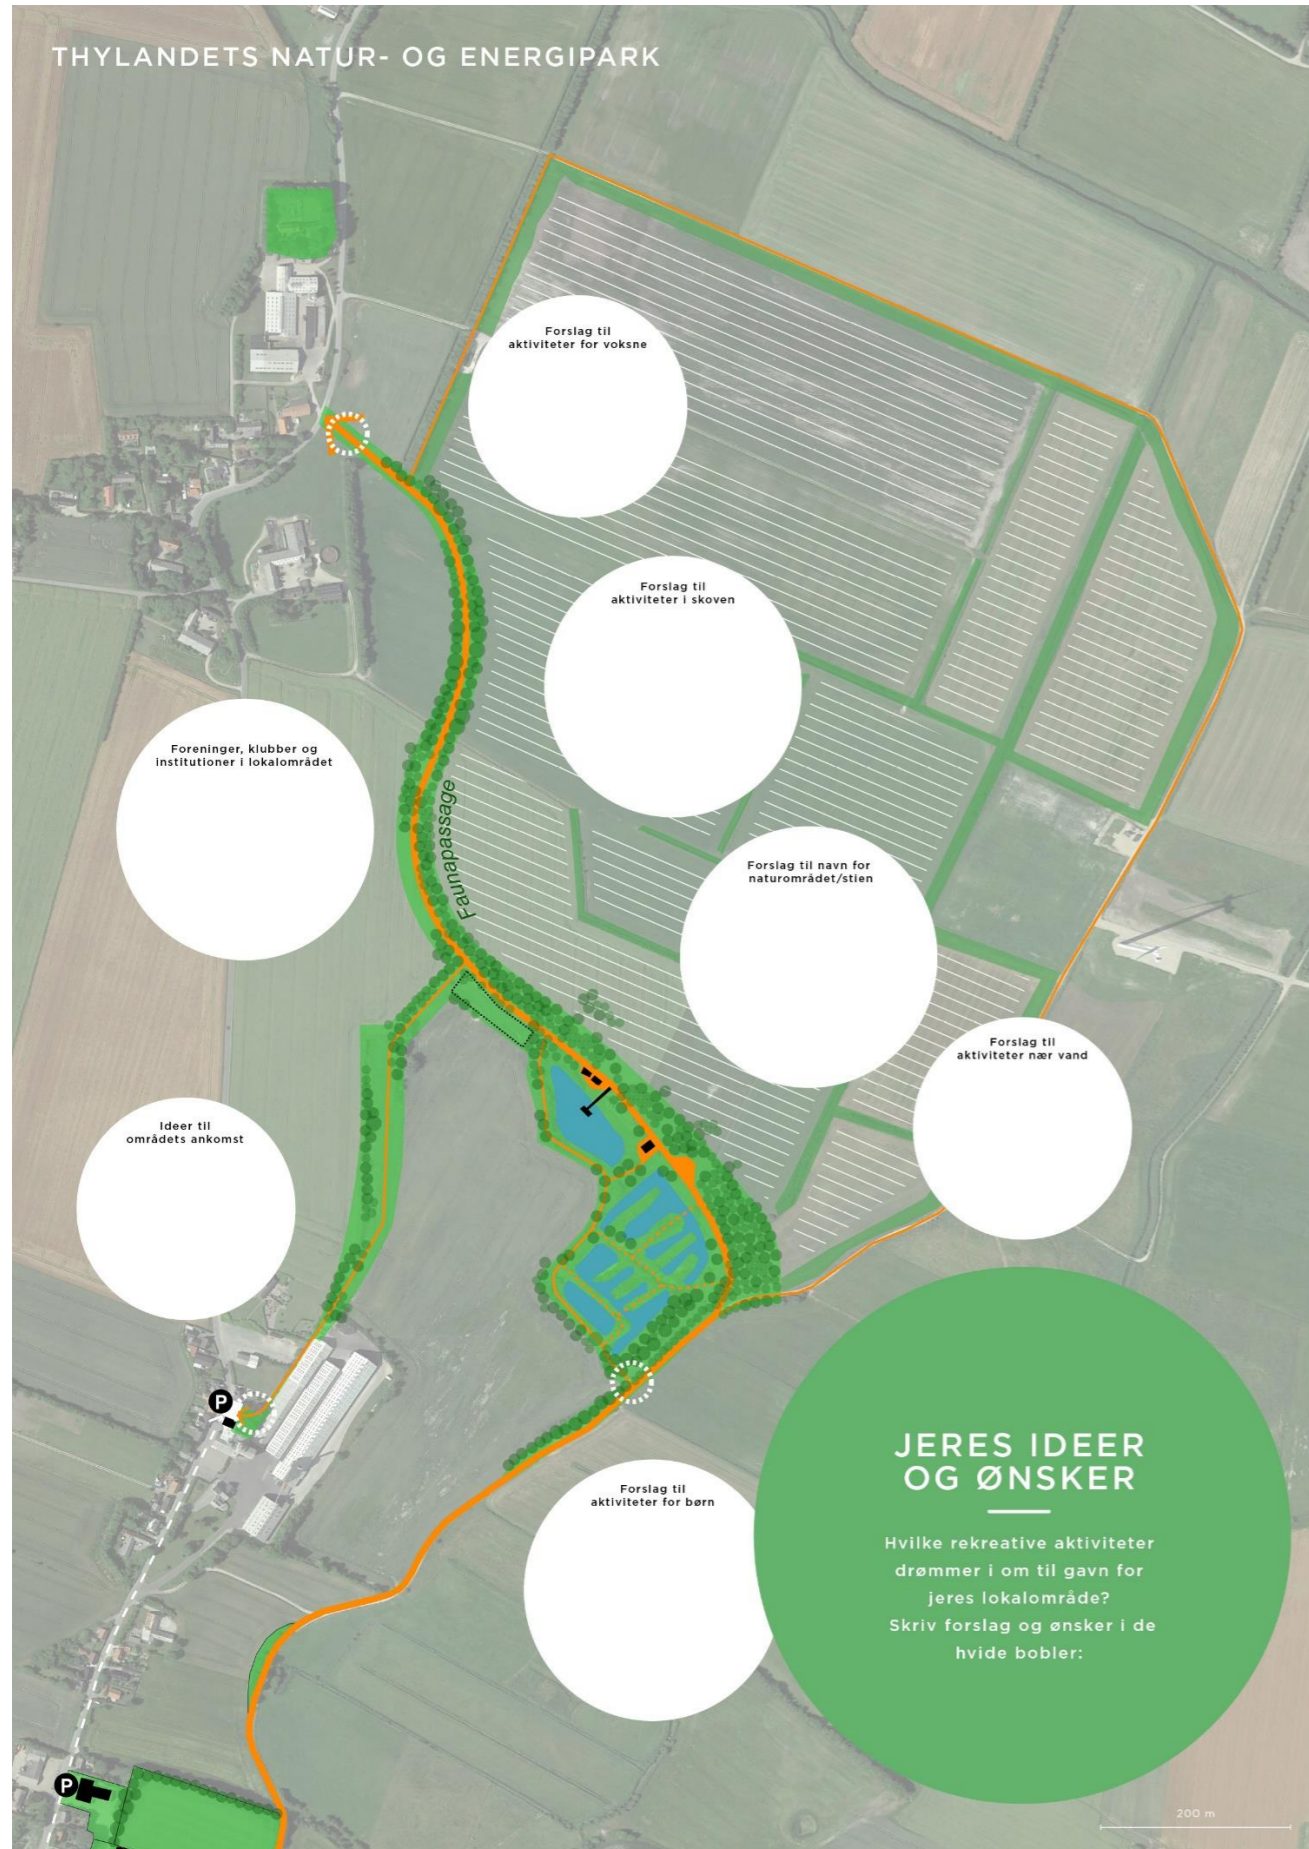 THYLANDETS NATUR- OG ENERGIPARK
Forslag til
aktiviteter for voksne
Forslag til
aktiviteter i skoven
Foreninger, klubber og
institutioner i lokalområdet
Faunapassage
Forslag til navn for
naturområdet/stien
Forslag til
aktiviteter nær vand
Ideer til
områdets ankomst
P
Forslag til
aktiviteter for børn
JERES IDEER
OG ØNSKER
Hvilke rekreative aktiviteter
drømmer i om til gavn for
jeres lokalområde?
Skriv forslag og ønsker i de
hvide bobler:
P
200 m